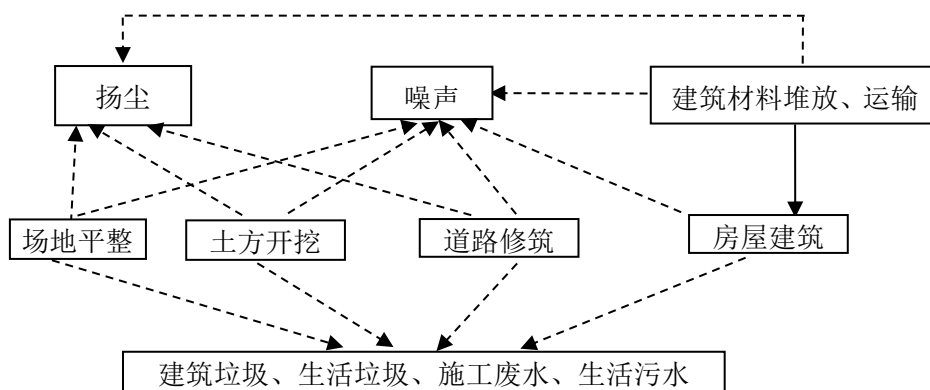 扬尘
噪声
建筑材料堆放、运输
场地平整
土方开挖
道路修筑
房屋建筑
建筑垃圾、生活垃圾、施工废水、生活污水